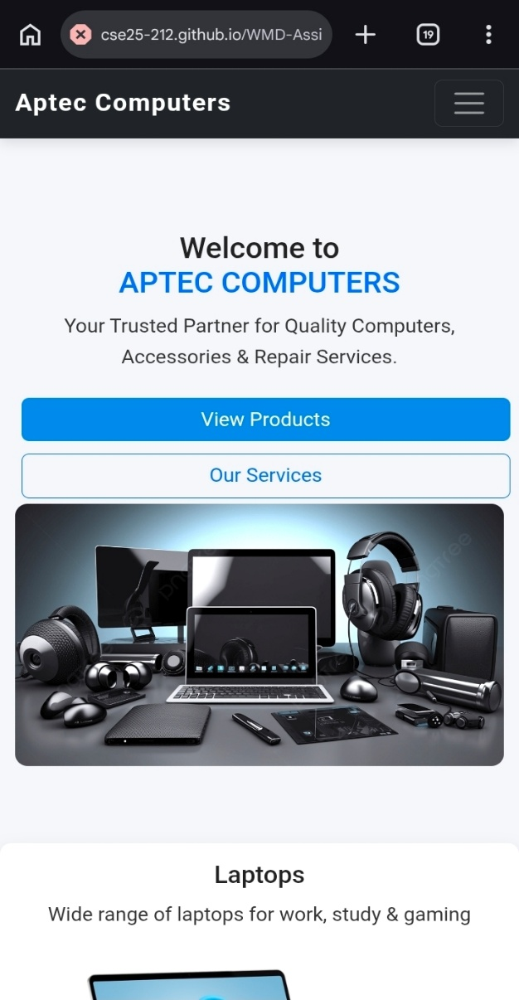 cse25-212.github.io/WMD-Assi
19
Aptec Computers
Welcome to
APTEC COMPUTERS
Your Trusted Partner for Quality Computers,
Accessories & Repair Services.
View Products
Our Services
Laptops
Wide range of laptops for work, study & gaming